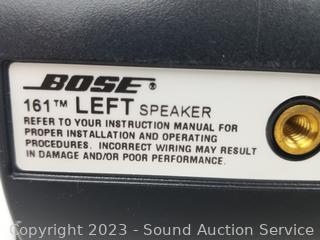 BOSE®
161™ LEFT SPEAKER
REFER TO YOUR INSTRUCTION MANUAL FOR
PROPER INSTALLATION AND OPERATING
PROCEDURES. INCORRECT WIRING MAY RESULT
IN DAMAGE AND/OR POOR PERFORMANCE.
Copyright © 2023 - Sound Auction Service